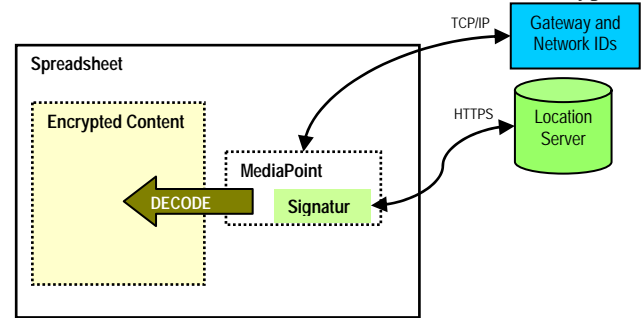 TCP/IP
Gateway and
Network IDs
Spreadsheet
Encrypted Content
HTTPS
Location
Server
MediaPoint
DECODE
Signatur